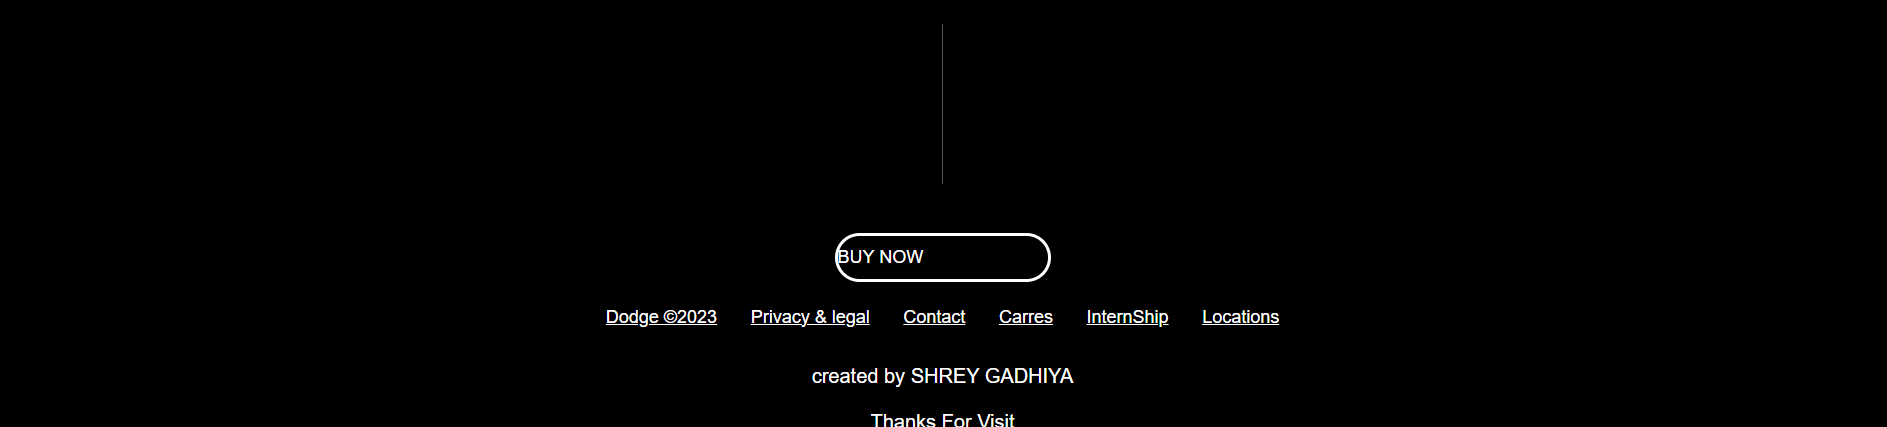 BUY NOW
Dodge ©2023 Privacy & legal Contact Carres InternShip Locations
created by SHREY GADHIYA
Thanks For Visit